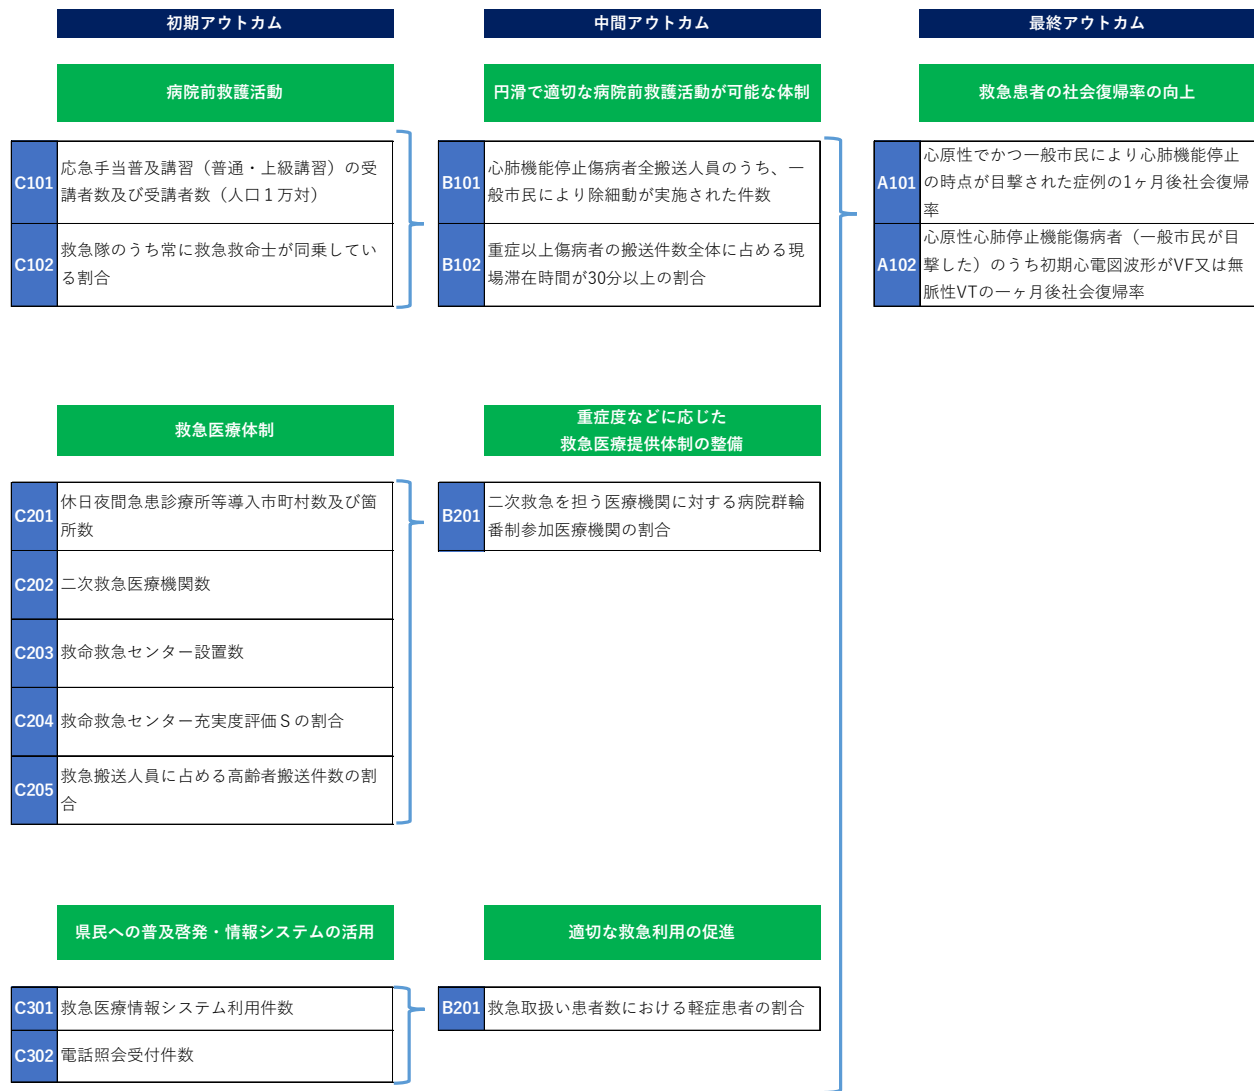 初期アウトカム
中間アウトカム
最終アウトカム
病院前救護活動
円滑で適切な病院前救護活動が可能な体制
救急患者の社会復帰率の向上
C101
応急手当普及講習（普通・上級講習）の受
講者数及び受講者数（人口１万対）
C102
救急隊のうち常に救急救命士が同乗してい
る割合
B101
心肺機能停止傷病者全搬送人員のうち、一
般市民により除細動が実施された件数
B102
重症以上傷病者の搬送件数全体に占める現
場滞在時間が30分以上の割合
A101
心原性でかつ一般市民により心肺機能停止
の時点が目撃された症例の1ヶ月後社会復帰
率
A102
心原性心肺停止機能傷病者（一般市民が目
撃した）のうち初期心電図波形がVF又は無
脈性VTの一ヶ月後社会復帰率
救急医療体制
重症度などに応じた
救急医療提供体制の整備
C201
休日夜間急患診療所等導入市町村数及び箇
所数
C202
二次救急医療機関数
C203
救命救急センター設置数
C204
救命救急センター充実度評価Ｓの割合
C205
救急搬送人員に占める高齢者搬送件数の割
合
B201
二次救急を担う医療機関に対する病院群輪
番制参加医療機関の割合
県民への普及啓発・情報システムの活用
適切な救急利用の促進
C301
救急医療情報システム利用件数
C302
電話照会受付件数
B201
救急取扱い患者数における軽症患者の割合